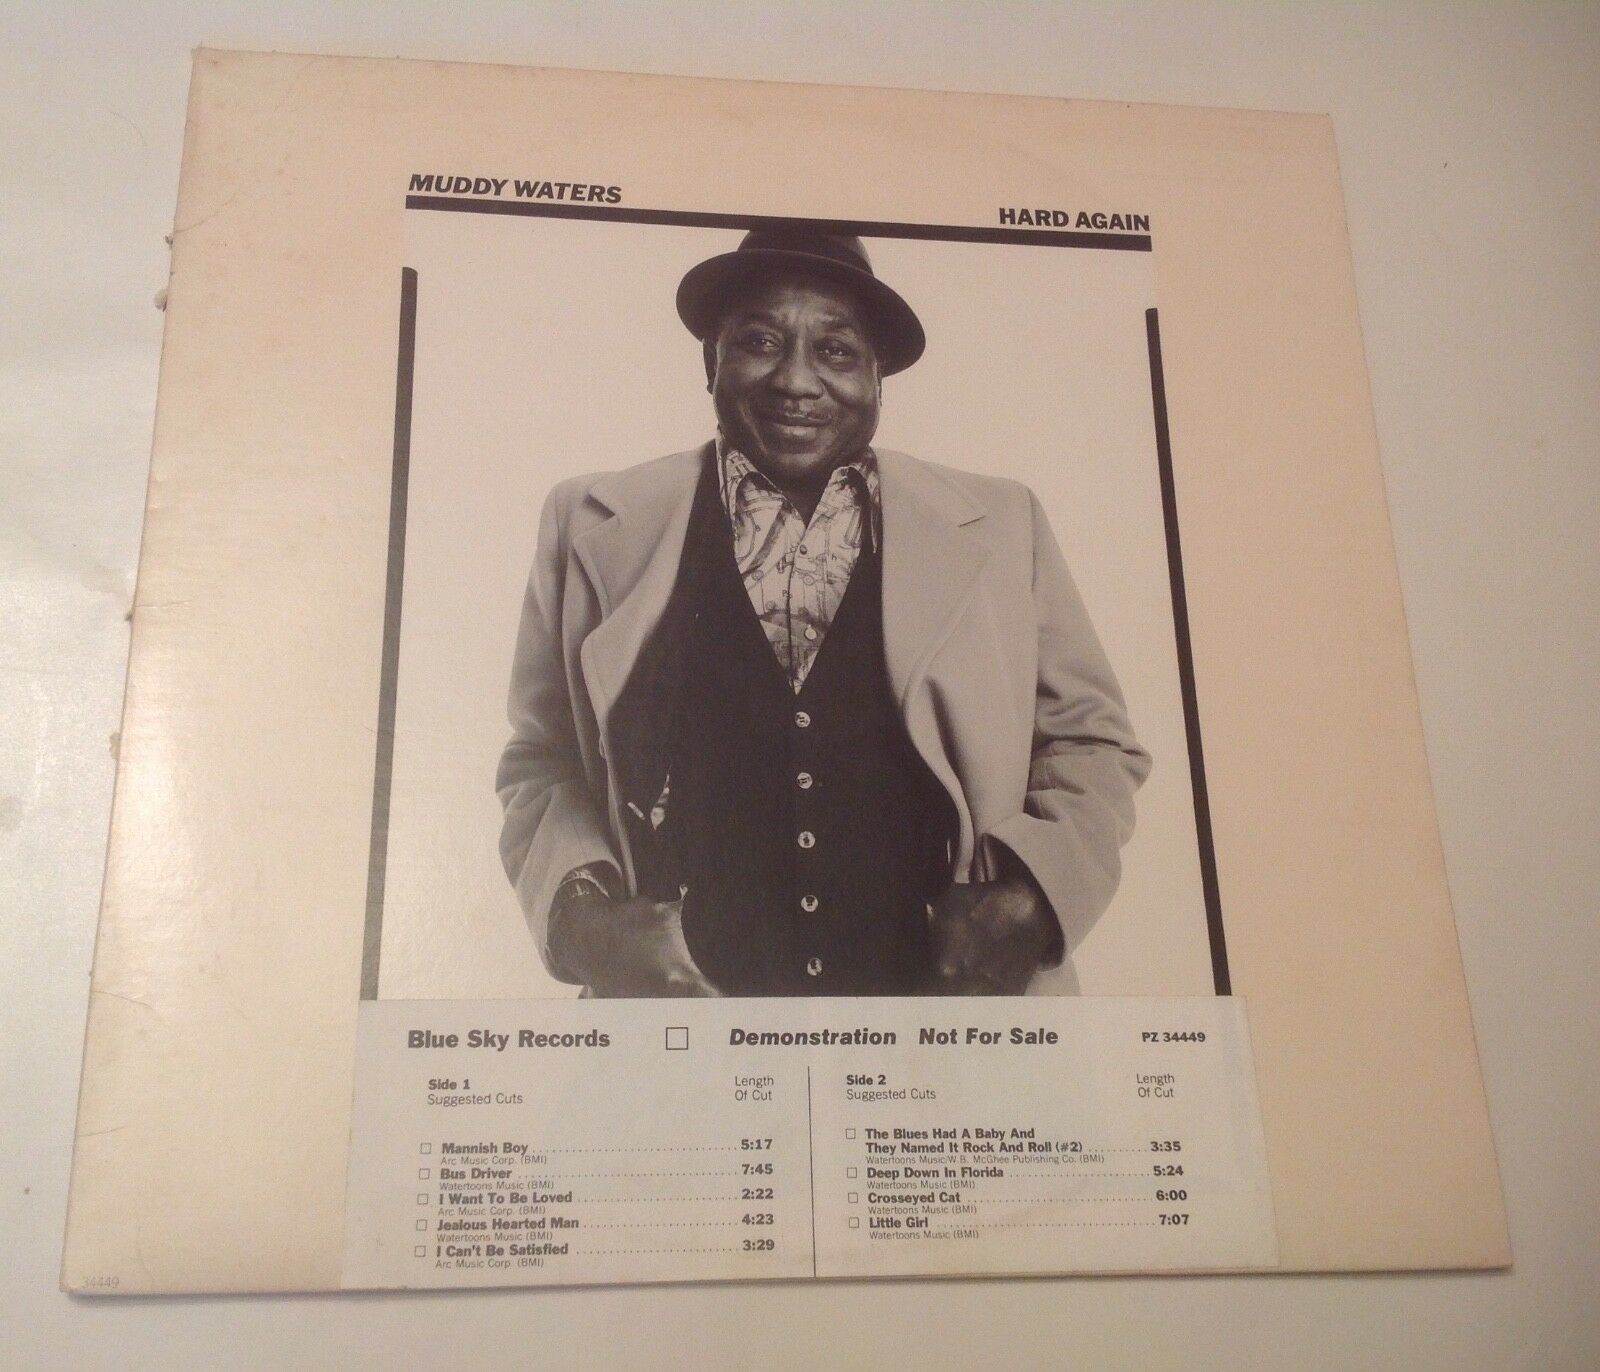 MUDDY WATERS
HARD AGAIN
Blue Sky Records □ Demonstration Not For Sale PZ 34449
Side 1 Length
Suggested Cuts Of Cut
□ Mannish Boy ........................ 5:17
Arc Music Corp. (BMI)
□ Bus Driver ........................ 7:45
Watertoons Music (BMI)
□ I Want To Be Loved ........................ 2:22
Arc Music Corp. (BMI)
□ Jealous Hearted Man ........................ 4:23
Watertoons Music (BMI)
□ I Can't Be Satisfied ........................ 3:29
Arc Music Corp. (BMI)
Side 2 Length
Suggested Cuts Of Cut
□ The Blues Had A Baby And
They Named It Rock And Roll (#2) .......... 3:35
Watertoons Music/W.B. McGhee Publishing Co. (BMI)
□ Deep Down In Florida ........................ 5:24
Watertoons Music (BMI)
□ Crosseyed Cat ........................ 6:00
Watertoons Music (BMI)
□ Little Girl ........................ 7:07
Watertoons Music (BMI)
34449